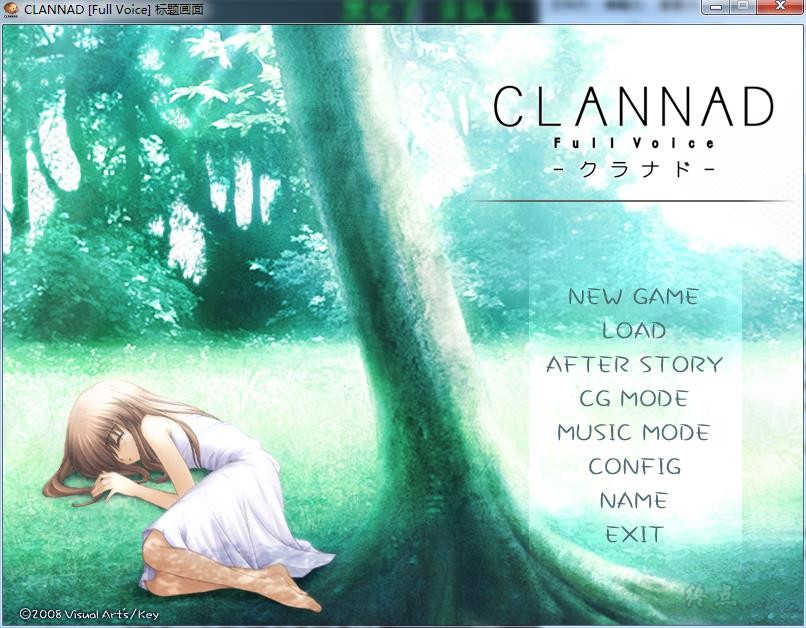 CLANNAD [Full Voice] 标题画面
CLANNAD
Full Voice
- クラナド -
NEW GAME
LOAD
AFTER STORY
CG MODE
MUSIC MODE
CONFIG
NAME
EXIT
©2008 Visual Art's/Key